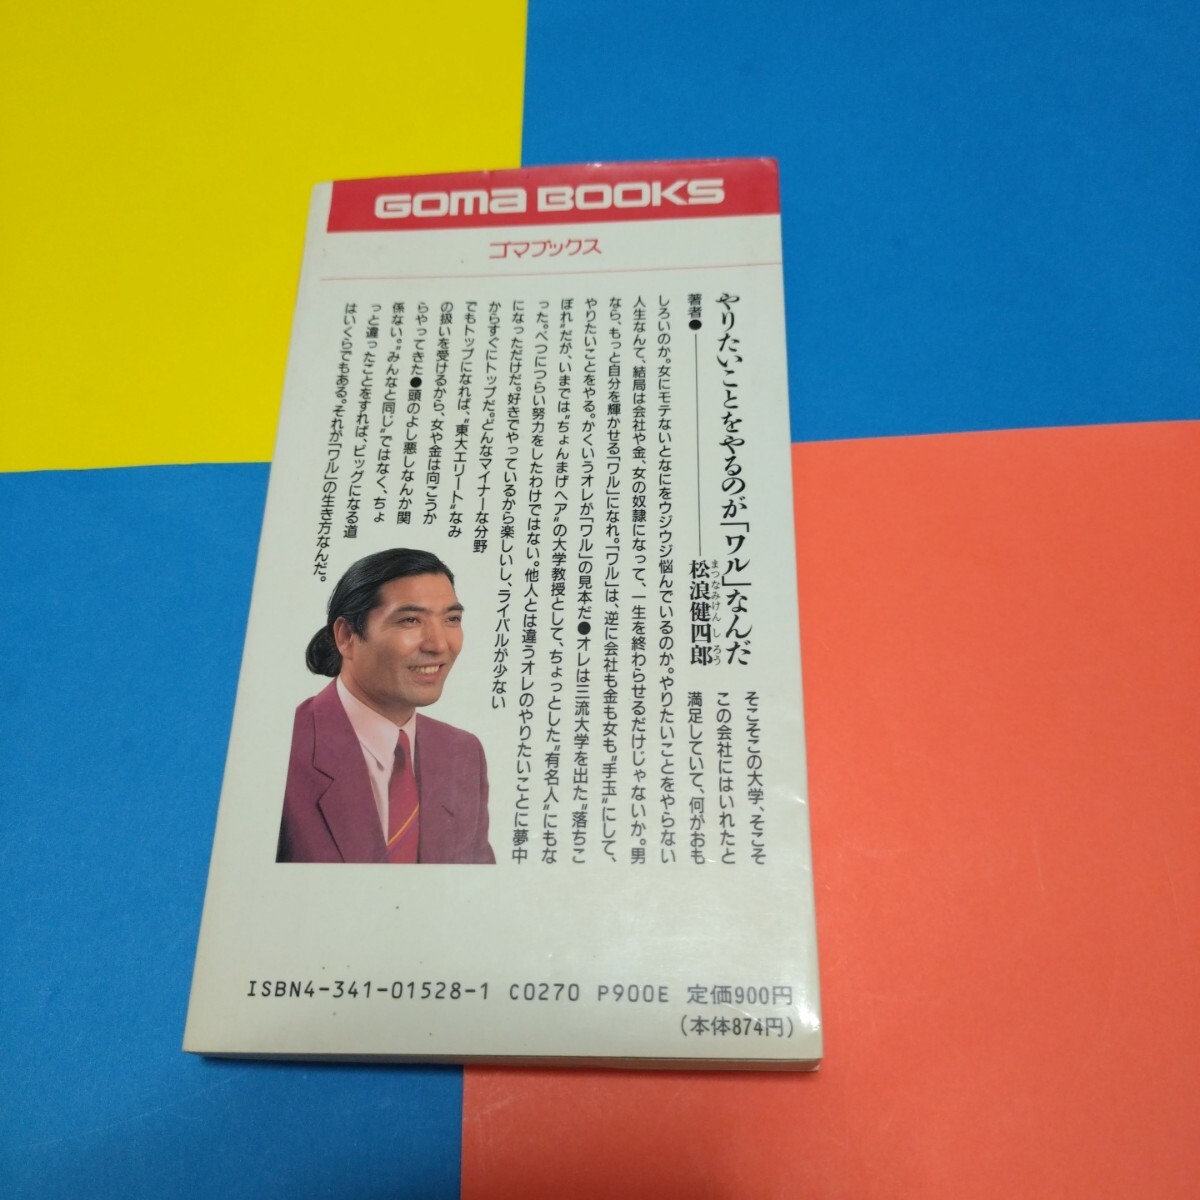 GOMA BOOKS
ゴマブックス
やりたいことをやるのが「ワル」なんだ
著者●――松浪健四郎
まつなみけんしろう
そこそこの大学、そこそ
この会社にはいれたと
満足していて、何がおも
しろいのか。女にモテないとなにをウジウジ悩んでいるのか。やりたいことをやらない
人生なんて、結局は会社や金、女の奴隷になって、一生を終わらせるだけじゃないか。男
なら、もっと自分を輝かせる「ワル」になれ。「ワル」は、逆に会社も金も女も〝手玉〟にして、
やりたいことをやる。かくいうオレが「ワル」の見本だ●オレは三流大学を出た〝落ちこ
ぼれ〟だが、いまでは〝ちょんまげヘア〟の大学教授として、ちょっとした〝有名人〟にもな
った。べつにつらい努力をしたわけではない。他人とは違うオレのやりたいことに夢中
になっただけだ。好きでやっているから楽しいし、ライバルが少ない
からすぐにトップだ。どんなマイナーな分野
でもトップになれば、〝東大エリート〟なみ
の扱いを受けるから、女や金は向こうか
らやってきた●頭のよし悪しなんか関
係ない。〝みんなと同じ〟ではなく、ちょ
っと違ったことをすれば、ビッグになる道
はいくらでもある。それが「ワル」の生き方なんだ。
ISBN4-341-01528-1 C0270 P900E 定価900円
(本体874円)